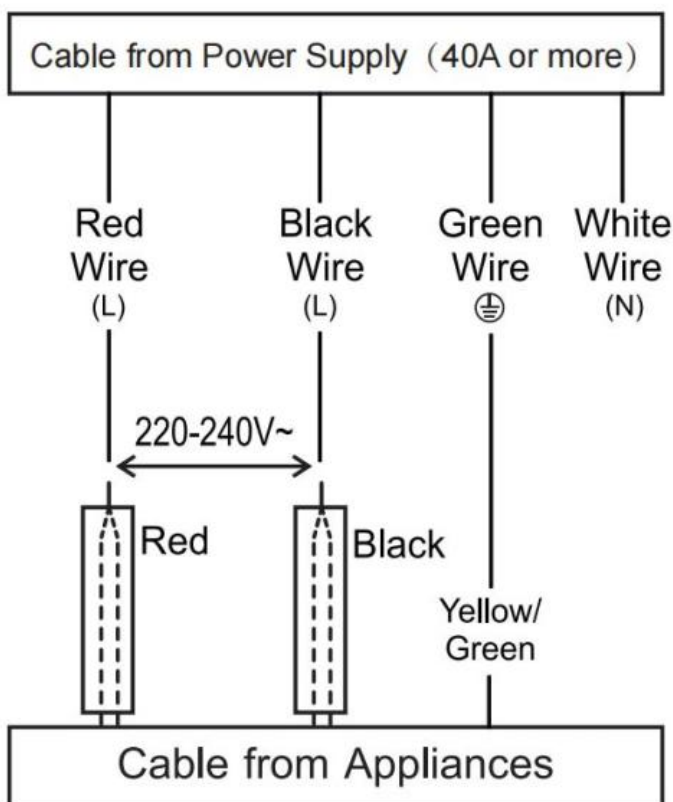 Cable from Power Supply（40A or more）
Red
Wire
(L)
Black
Wire
(L)
Green
Wire
White
Wire
(N)
220-240V~
Red
Black
Yellow/
Green
Cable from Appliances